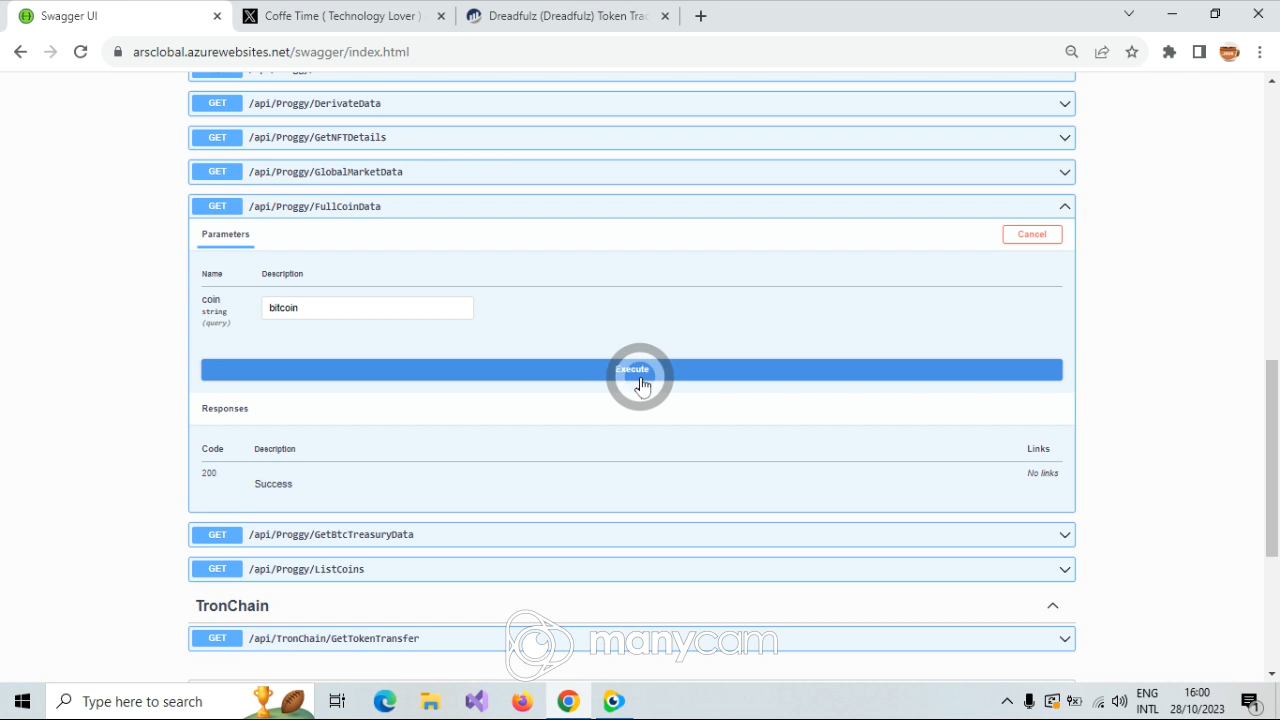 Swagger UI
Coffe Time ( Technology Lover )
Dreadfulz (Dreadfulz) Token Trac
arsclobal.azurewebsites.net/swagger/index.html
GET /api/Proggy/DerivateData
GET /api/Proggy/GetNFTDetails
GET /api/Proggy/GlobalMarketData
GET /api/Proggy/FullCoinData
Parameters
Cancel
Name Description
coin
string
(query)
bitcoin
Execute
Responses
Code Description Links
200 No links
Success
GET /api/Proggy/GetBtcTreasuryData
GET /api/Proggy/ListCoins
TronChain
GET /api/TronChain/GetTokenTransfer
manycam
Type here to search
ENG
INTL
16:00
28/10/2023
1